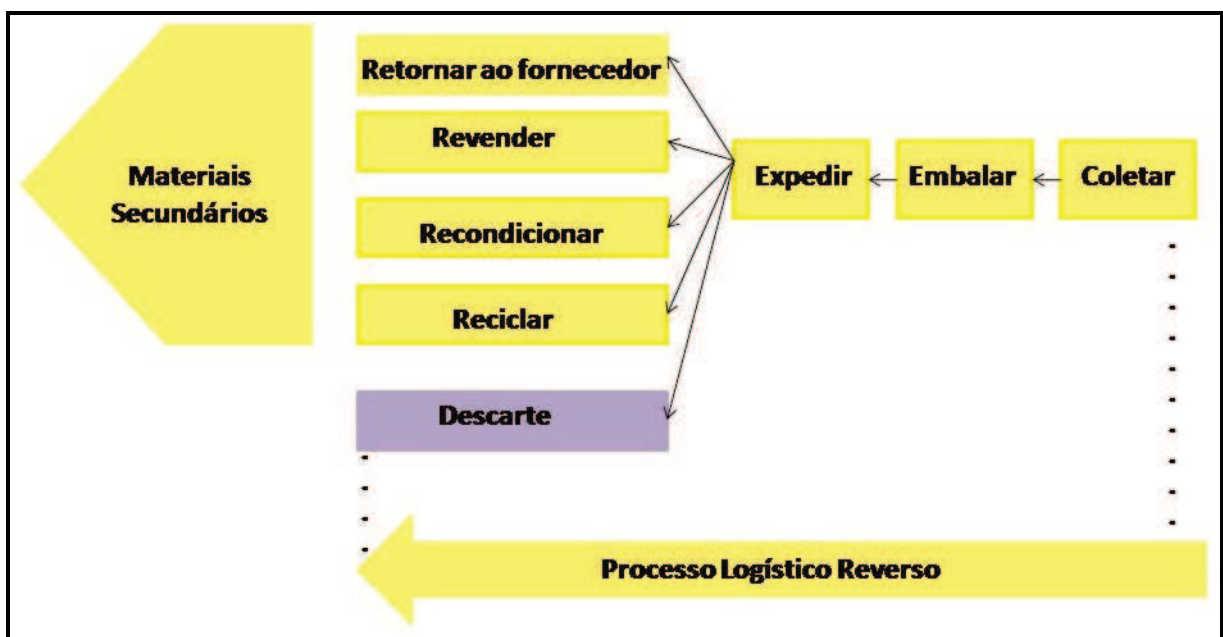 Retornar ao fornecedor
Revender
Materiais
Secundários
Expedir
Embalar
Coletar
Recondicionar
Reciclar
Descarte
Processo Logístico Reverso